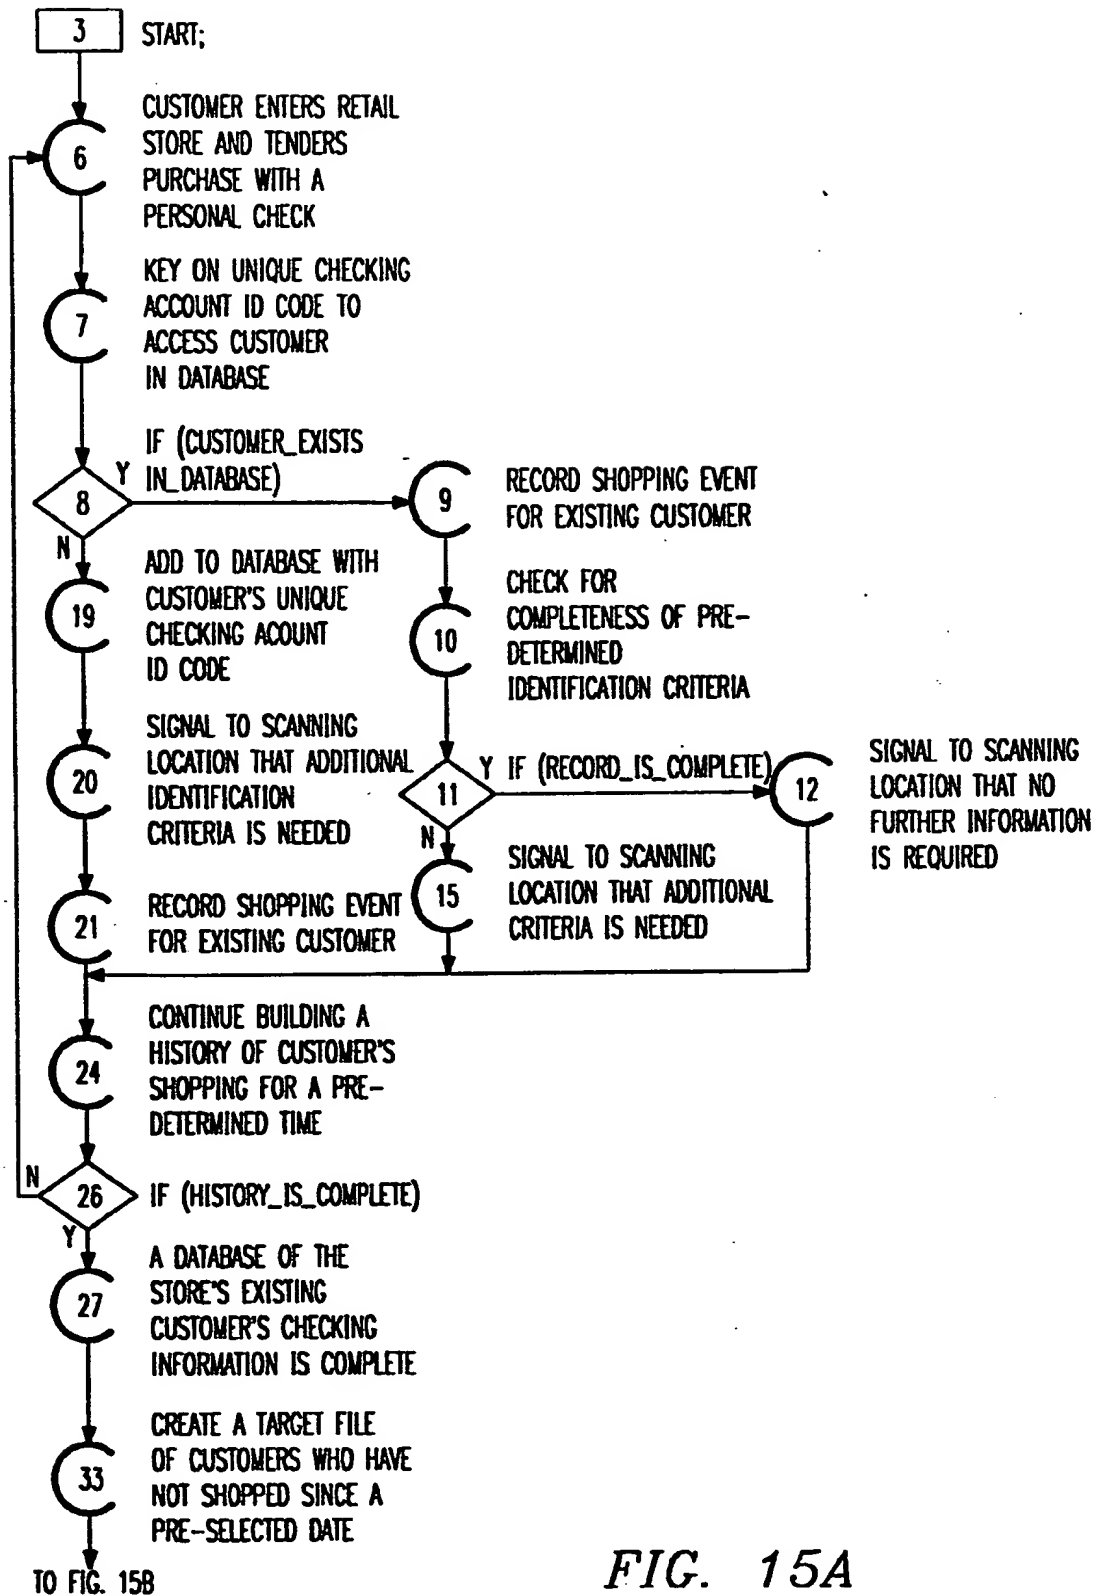 3 START;
CUSTOMER ENTERS RETAIL
STORE AND TENDERS
6
PURCHASE WITH A
PERSONAL CHECK
KEY ON UNIQUE CHECKING
ACCOUNT ID CODE TO
7
ACCESS CUSTOMER
IN DATABASE
IF (CUSTOMER_EXISTS
Y IN_DATABASE)
8
N
9
RECORD SHOPPING EVENT
FOR EXISTING CUSTOMER
ADD TO DATABASE WITH
CUSTOMER'S UNIQUE
19
CHECKING ACOUNT
ID CODE
CHECK FOR
COMPLETENESS OF PRE-
10
DETERMINED
IDENTIFICATION CRITERIA
SIGNAL TO SCANNING
LOCATION THAT ADDITIONAL
20
IDENTIFICATION
CRITERIA IS NEEDED
Y IF (RECORD_IS_COMPLETE)
11
N
12
SIGNAL TO SCANNING
LOCATION THAT NO
FURTHER INFORMATION
IS REQUIRED
SIGNAL TO SCANNING
15
LOCATION THAT ADDITIONAL
CRITERIA IS NEEDED
21
RECORD SHOPPING EVENT
FOR EXISTING CUSTOMER
CONTINUE BUILDING A
HISTORY OF CUSTOMER'S
24
SHOPPING FOR A PRE-
DETERMINED TIME
N
26 IF (HISTORY_IS_COMPLETE)
Y
A DATABASE OF THE
STORE'S EXISTING
27
CUSTOMER'S CHECKING
INFORMATION IS COMPLETE
CREATE A TARGET FILE
OF CUSTOMERS WHO HAVE
33
NOT SHOPPED SINCE A
PRE-SELECTED DATE
TO FIG. 15B
FIG. 15A